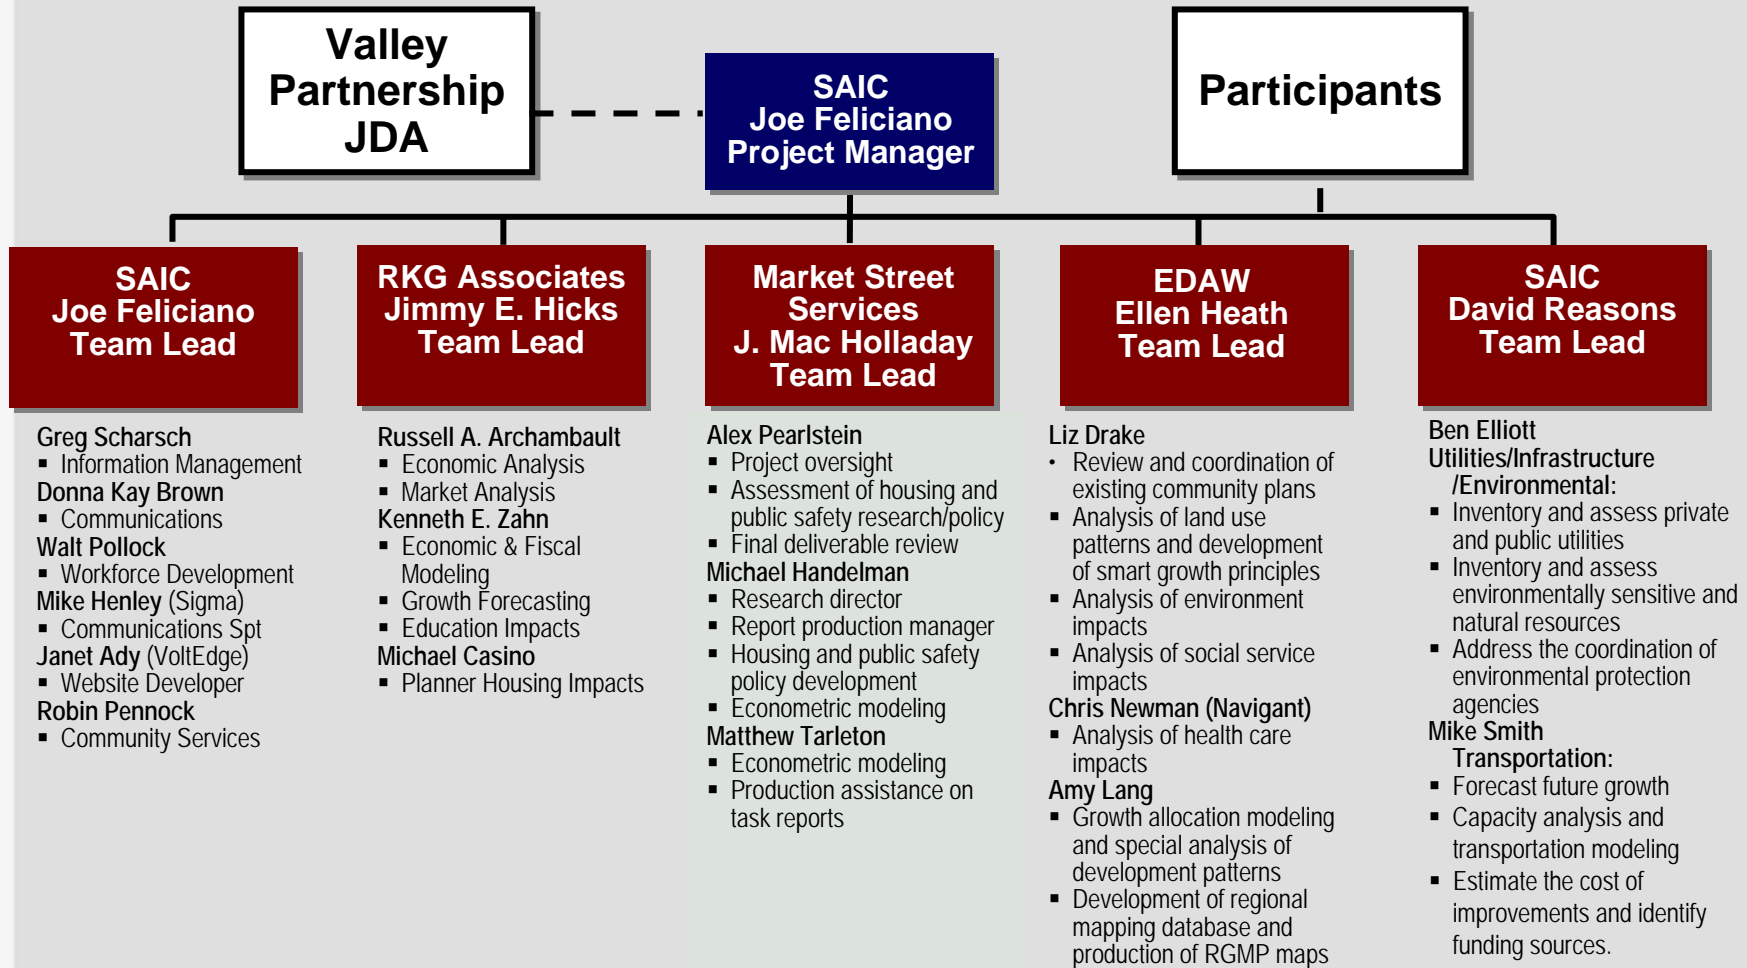 Valley
Partnership
JDA
SAIC
Joe Feliciano
Project Manager
Participants
SAIC
Joe Feliciano
Team Lead
RKG Associates
Jimmy E. Hicks
Team Lead
Market Street
Services
J. Mac Holladay
Team Lead
EDAW
Ellen Heath
Team Lead
SAIC
David Reasons
Team Lead
Greg Scharsch
▪ Information Management
Donna Kay Brown
▪ Communications
Walt Pollock
▪ Workforce Development
Mike Henley (Sigma)
▪ Communications Spt
Janet Ady (VoltEdge)
▪ Website Developer
Robin Pennock
▪ Community Services
Russell A. Archambault
▪ Economic Analysis
▪ Market Analysis
Kenneth E. Zahn
▪ Economic & Fiscal
Modeling
▪ Growth Forecasting
▪ Education Impacts
Michael Casino
▪ Planner Housing Impacts
Alex Pearlstein
▪ Project oversight
▪ Assessment of housing and
public safety research/policy
▪ Final deliverable review
Michael Handelman
▪ Research director
▪ Report production manager
▪ Housing and public safety
policy development
▪ Econometric modeling
Matthew Tarleton
▪ Econometric modeling
▪ Production assistance on
task reports
Liz Drake
• Review and coordination of
existing community plans
▪ Analysis of land use
patterns and development
of smart growth principles
▪ Analysis of environment
impacts
▪ Analysis of social service
impacts
Chris Newman (Navigant)
▪ Analysis of health care
impacts
Amy Lang
▪ Growth allocation modeling
and special analysis of
development patterns
▪ Development of regional
mapping database and
production of RGMP maps
Ben Elliott
Utilities/Infrastructure
/Environmental:
▪ Inventory and assess private
and public utilities
▪ Inventory and assess
environmentally sensitive and
natural resources
▪ Address the coordination of
environmental protection
agencies
Mike Smith
Transportation:
▪ Forecast future growth
▪ Capacity analysis and
transportation modeling
▪ Estimate the cost of
improvements and identify
funding sources.